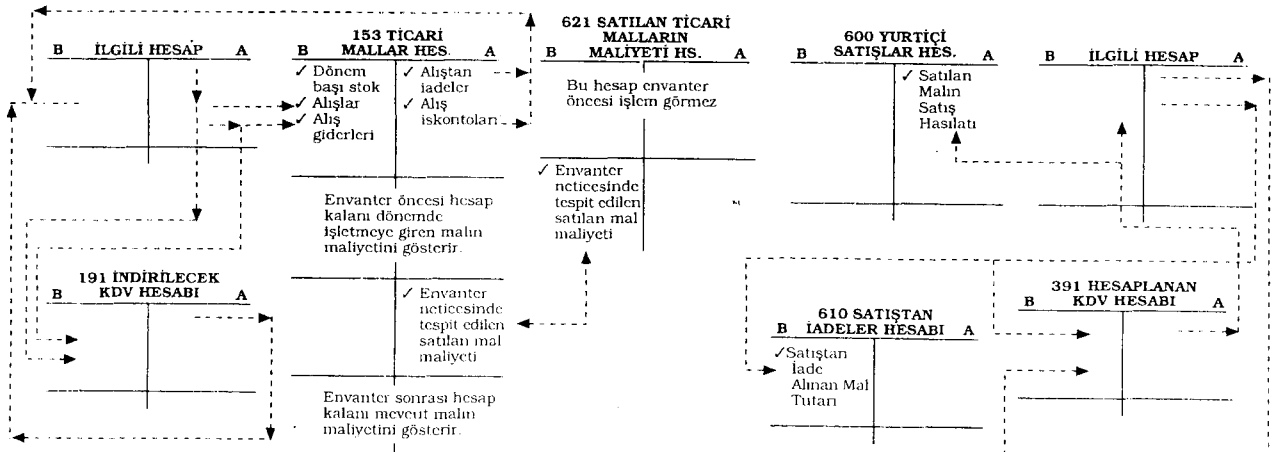 B İLGİLİ HESAP A
153 TİCARİ
B MALLAR HES. A
✓ Dönem
başı stok
✓ Alışlar
✓ Alış
giderleri
✓ Alıştan
iadeler
✓ Alış
iskontoları
Envanter öncesi hesap
kalanı dönemde
işletmeye giren malın
maliyetini gösterir.
✓ Envanter
neticesinde
tespit edilen
satılan mal
maliyeti
Envanter sonrası hesap
kalanı mevcut malın
maliyetini gösterir.
621 SATILAN TİCARİ
MALLARIN
B MALİYETİ HS. A
Bu hesap envanter
öncesi işlem görmez
✓ Envanter
neticesinde
tespit edilen
satılan mal
maliyeti
600 YURTİÇİ
B SATIŞLAR HES. A
✓ Satılan
Malın
Satış
Hasılatı
B İLGİLİ HESAP A
191 İNDİRİLECEK
B KDV HESABI A
610 SATIŞTAN
B İADELER HESABI A
✓Satıştan
İade
Alınan Mal
Tutarı
391 HESAPLANAN
B KDV HESABI A